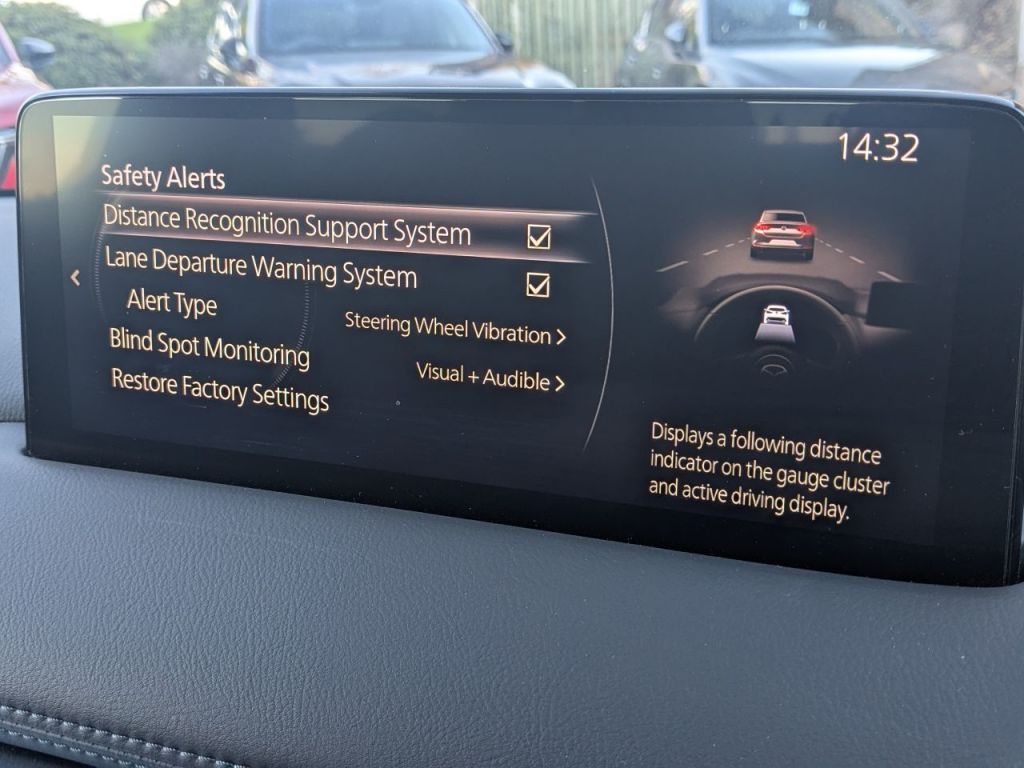 14:32
Safety Alerts
Distance Recognition Support System
Lane Departure Warning System
Alert Type Steering Wheel Vibration >
Blind Spot Monitoring Visual + Audible >
Restore Factory Settings
Displays a following distance
indicator on the gauge cluster
and active driving display.